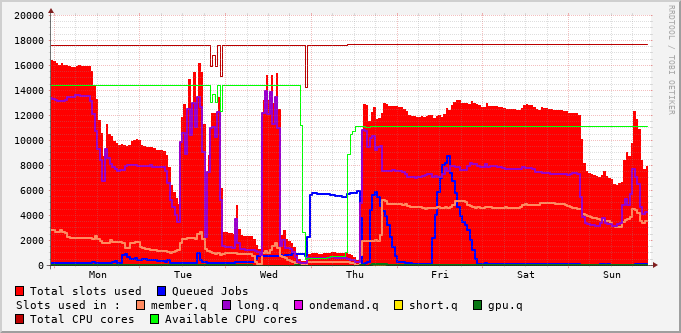 20000
18000
16000
14000
12000
10000
8000
6000
4000
2000
0
Mon Tue Wed Thu Fri Sat Sun
RRDTOOL / TOBI OETIKER
Total slots used Queued Jobs
Slots used in : member.q long.q ondemand.q short.q gpu.q
Total CPU cores Available CPU cores